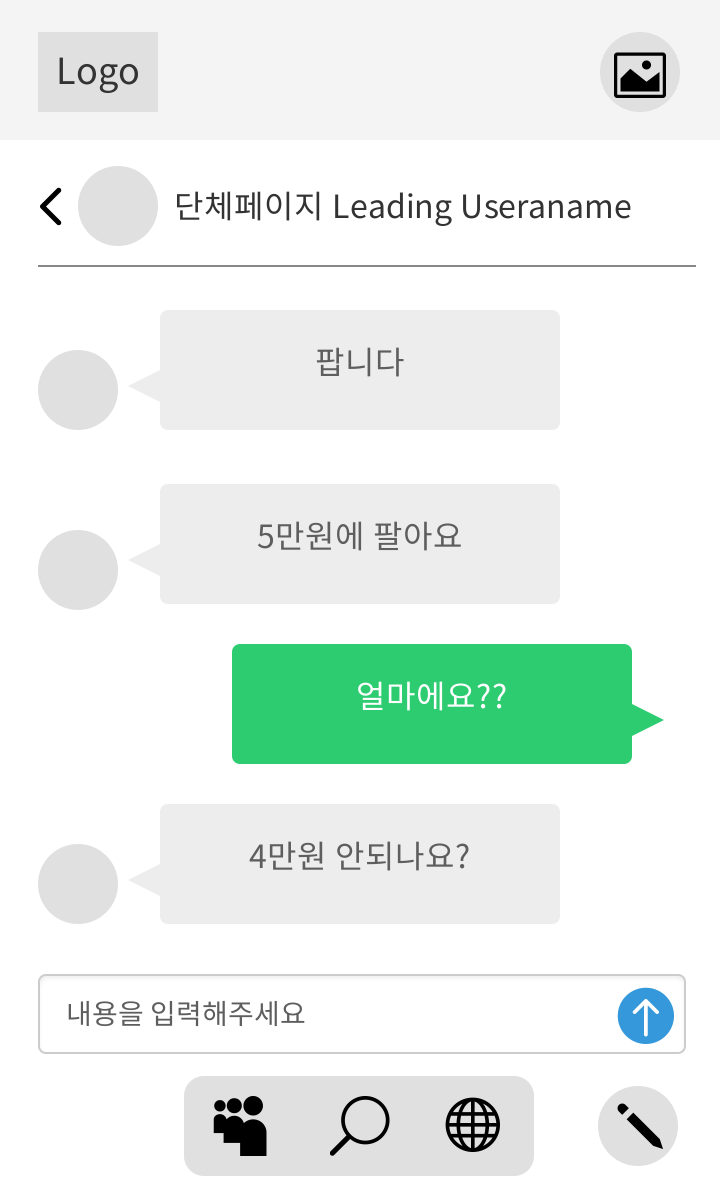 Logo
단체페이지 Leading Useraname
팝니다
5만원에 팔아요
얼마에요??
4만원 안되나요?
내용을 입력해주세요